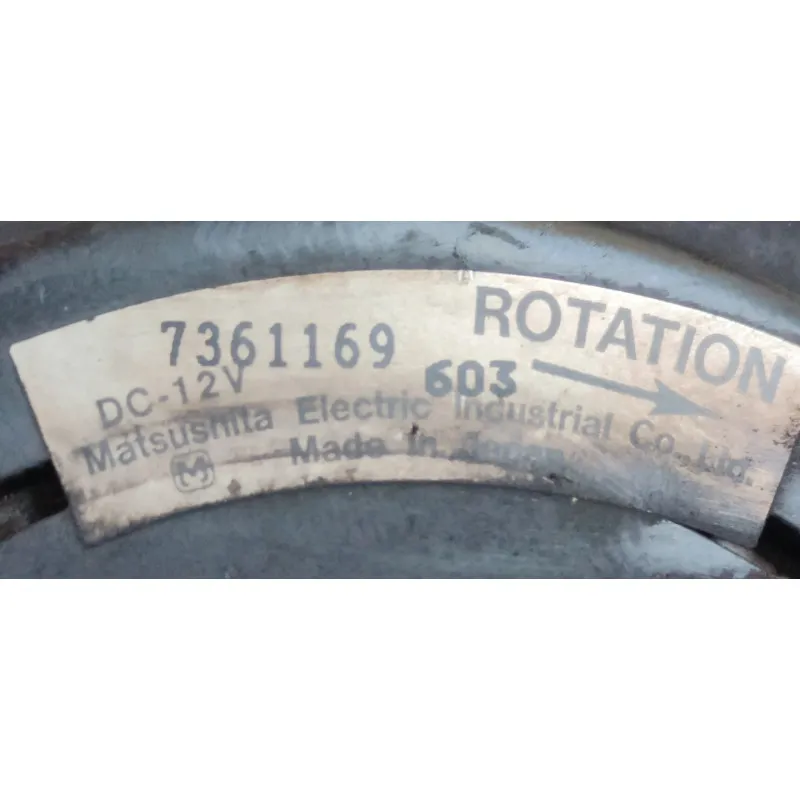 ROTATION
7361169
603
DC-12V
Matsushita Electric Industrial Co., Ltd.
M Made In Japan